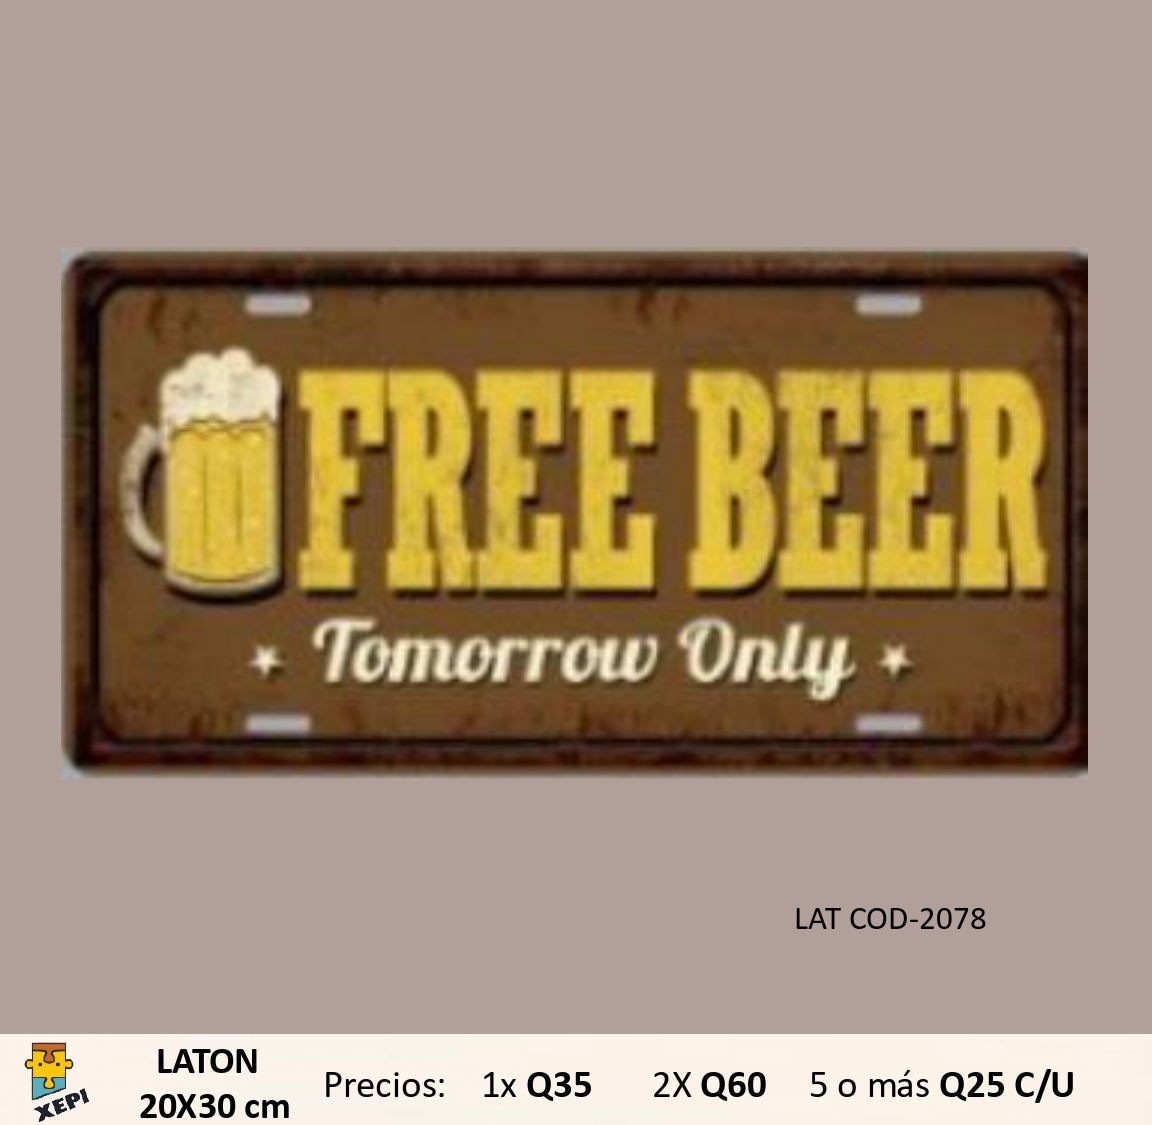 FREE BEER
Tomorrow Only
LAT COD-2078
XEPI
LATON
20X30 cm
Precios: 1x Q35 2X Q60 5 o más Q25 C/U